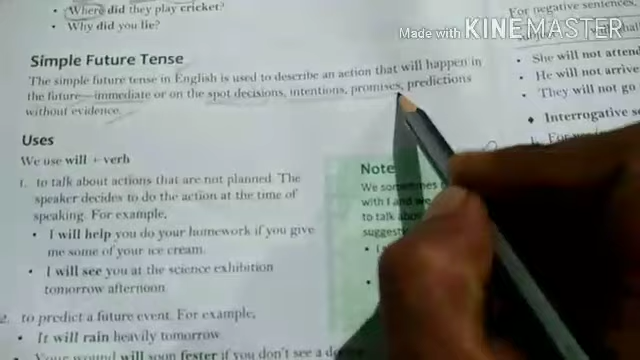 Where did they play cricket?
Why did you lie?
Simple Future Tense
The simple future tense in English is used to describe an action that will happen in
the future—immediate or on the spot decisions, intentions, promises, predictions
without evidence.
Uses
We use will + verb
1. to talk about actions that are not planned. The
speaker decides to do the action at the time of
speaking. For example,
• I will help you do your homework if you give
me some of your ice cream.
• I will see you at the science exhibition
tomorrow afternoon.
2. to predict a future event. For example,
• It will rain heavily tomorrow
• Your wound will soon fester if you don't see a
Note
We sometimes
with I and we
to talk
For negative sentences,
• She will not attend
• He will not arrive
• They will not go
Interrogative
Made with KINEMASTER